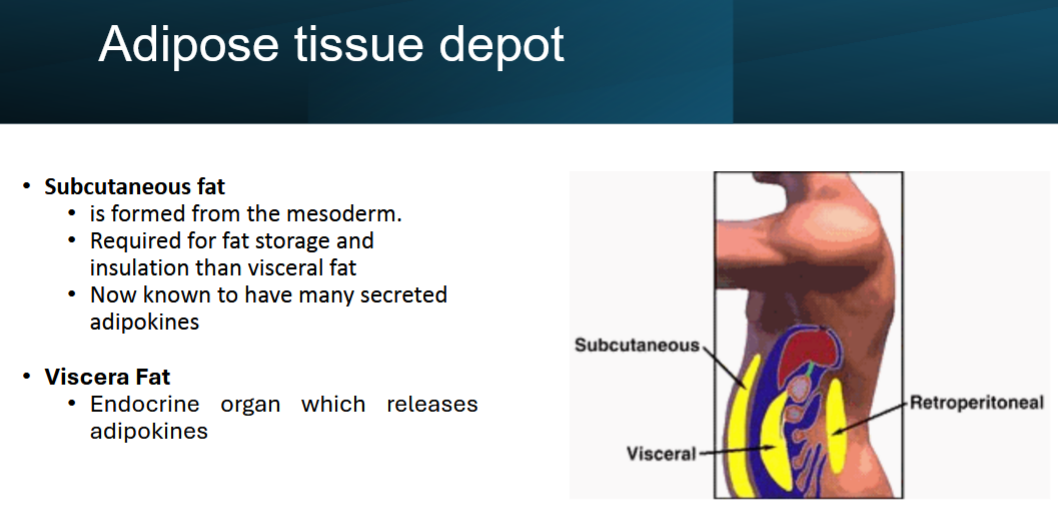 Adipose tissue depot
• Subcutaneous fat
• is formed from the mesoderm.
• Required for fat storage and
insulation than visceral fat
• Now known to have many secreted
adipokines
• Viscera Fat
• Endocrine organ which releases
adipokines
Subcutaneous
Retroperitoneal
Visceral